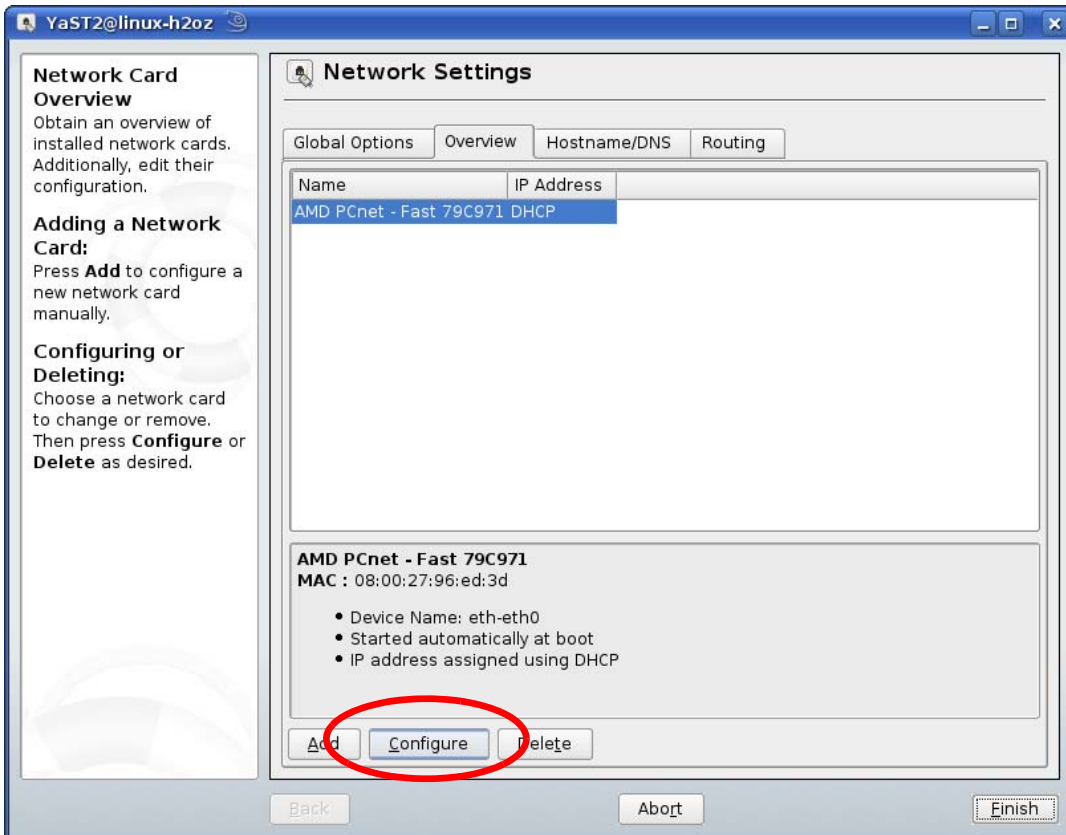 YaST2@linux-h2oz
Network Card
Overview
Obtain an overview of
installed network cards.
Additionally, edit their
configuration.
Adding a Network
Card:
Press Add to configure a
new network card
manually.
Configuring or
Deleting:
Choose a network card
to change or remove.
Then press Configure or
Delete as desired.
Network Settings
Global Options Overview Hostname/DNS Routing
Name IP Address
AMD PCnet - Fast 79C971 DHCP
AMD PCnet - Fast 79C971
MAC : 08:00:27:96:ed:3d
• Device Name: eth-eth0
• Started automatically at boot
• IP address assigned using DHCP
Add Configure Delete
Back Abort Finish